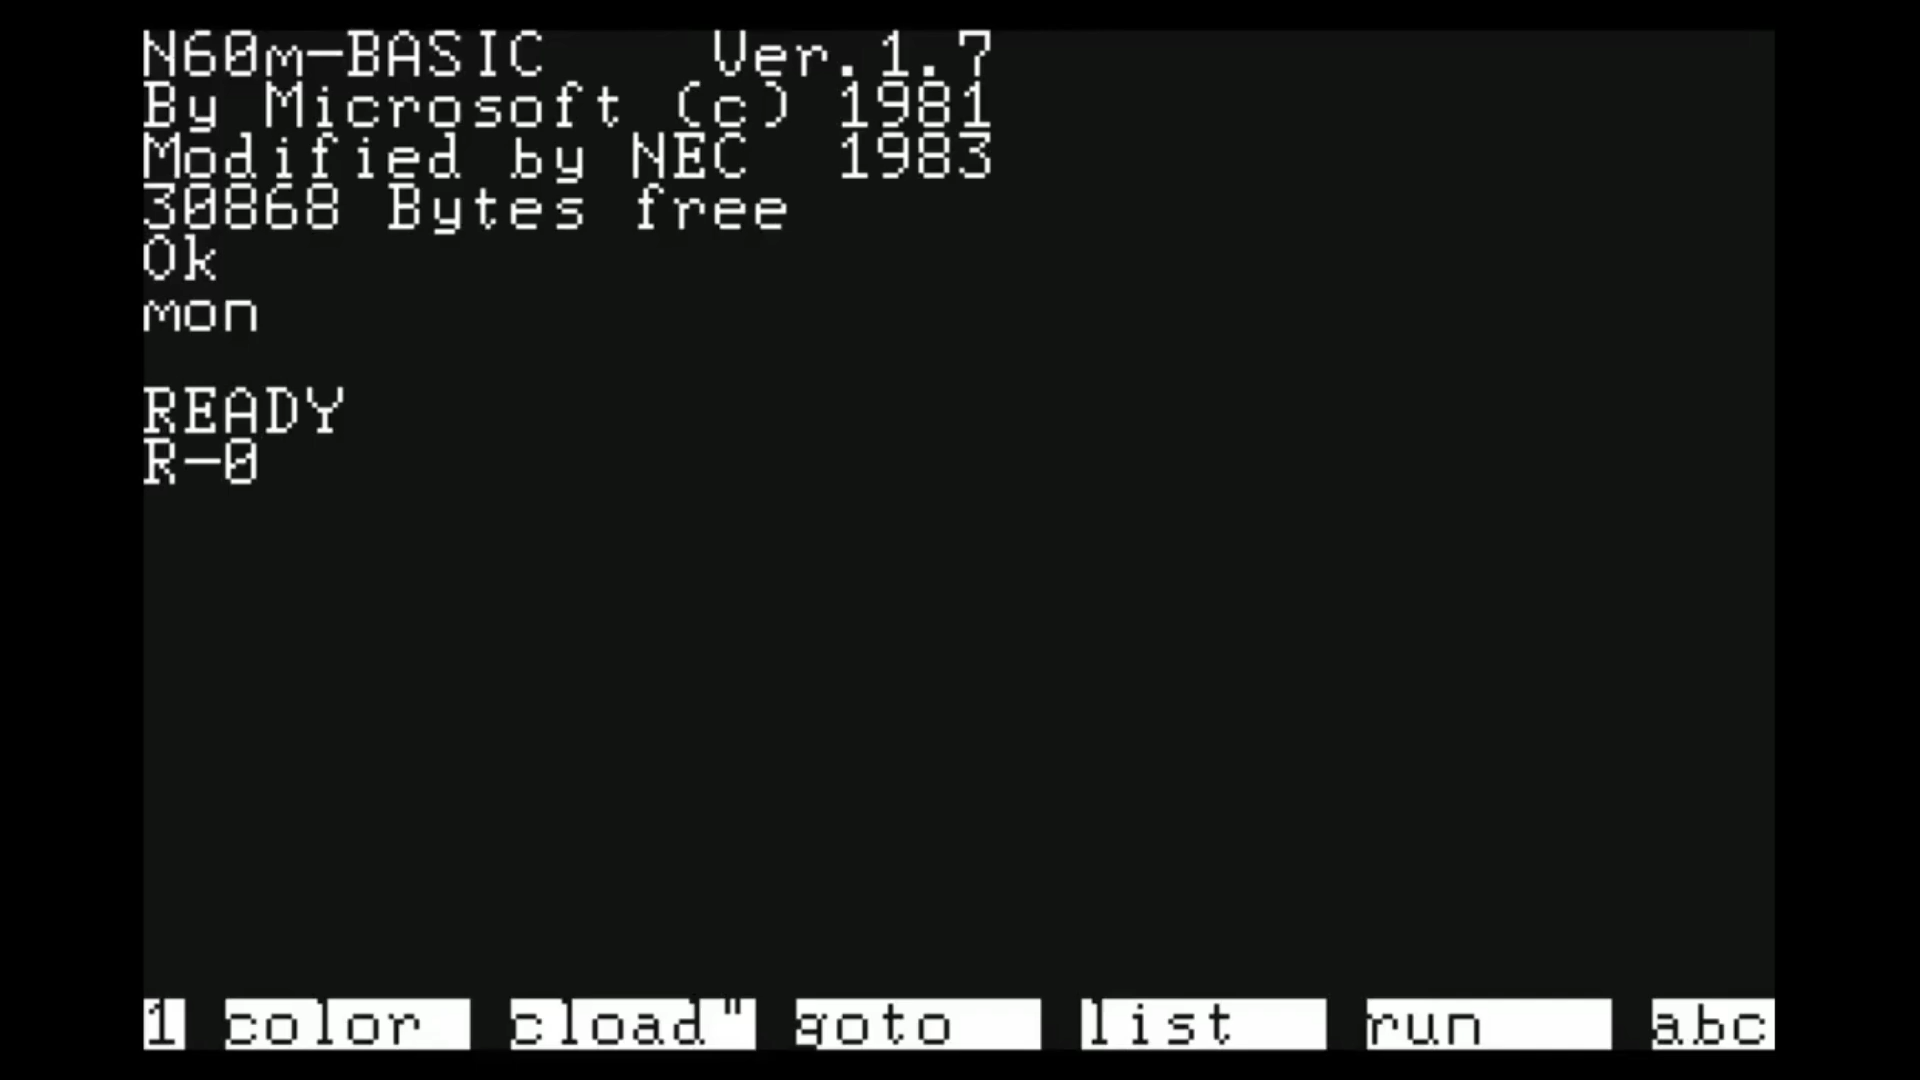 N60m-BASIC    Ver.1.7
By Microsoft (c) 1981
Modified by NEC  1983
30868 Bytes free
Ok
mon
READY
R-0
1 color cload" goto list run abc